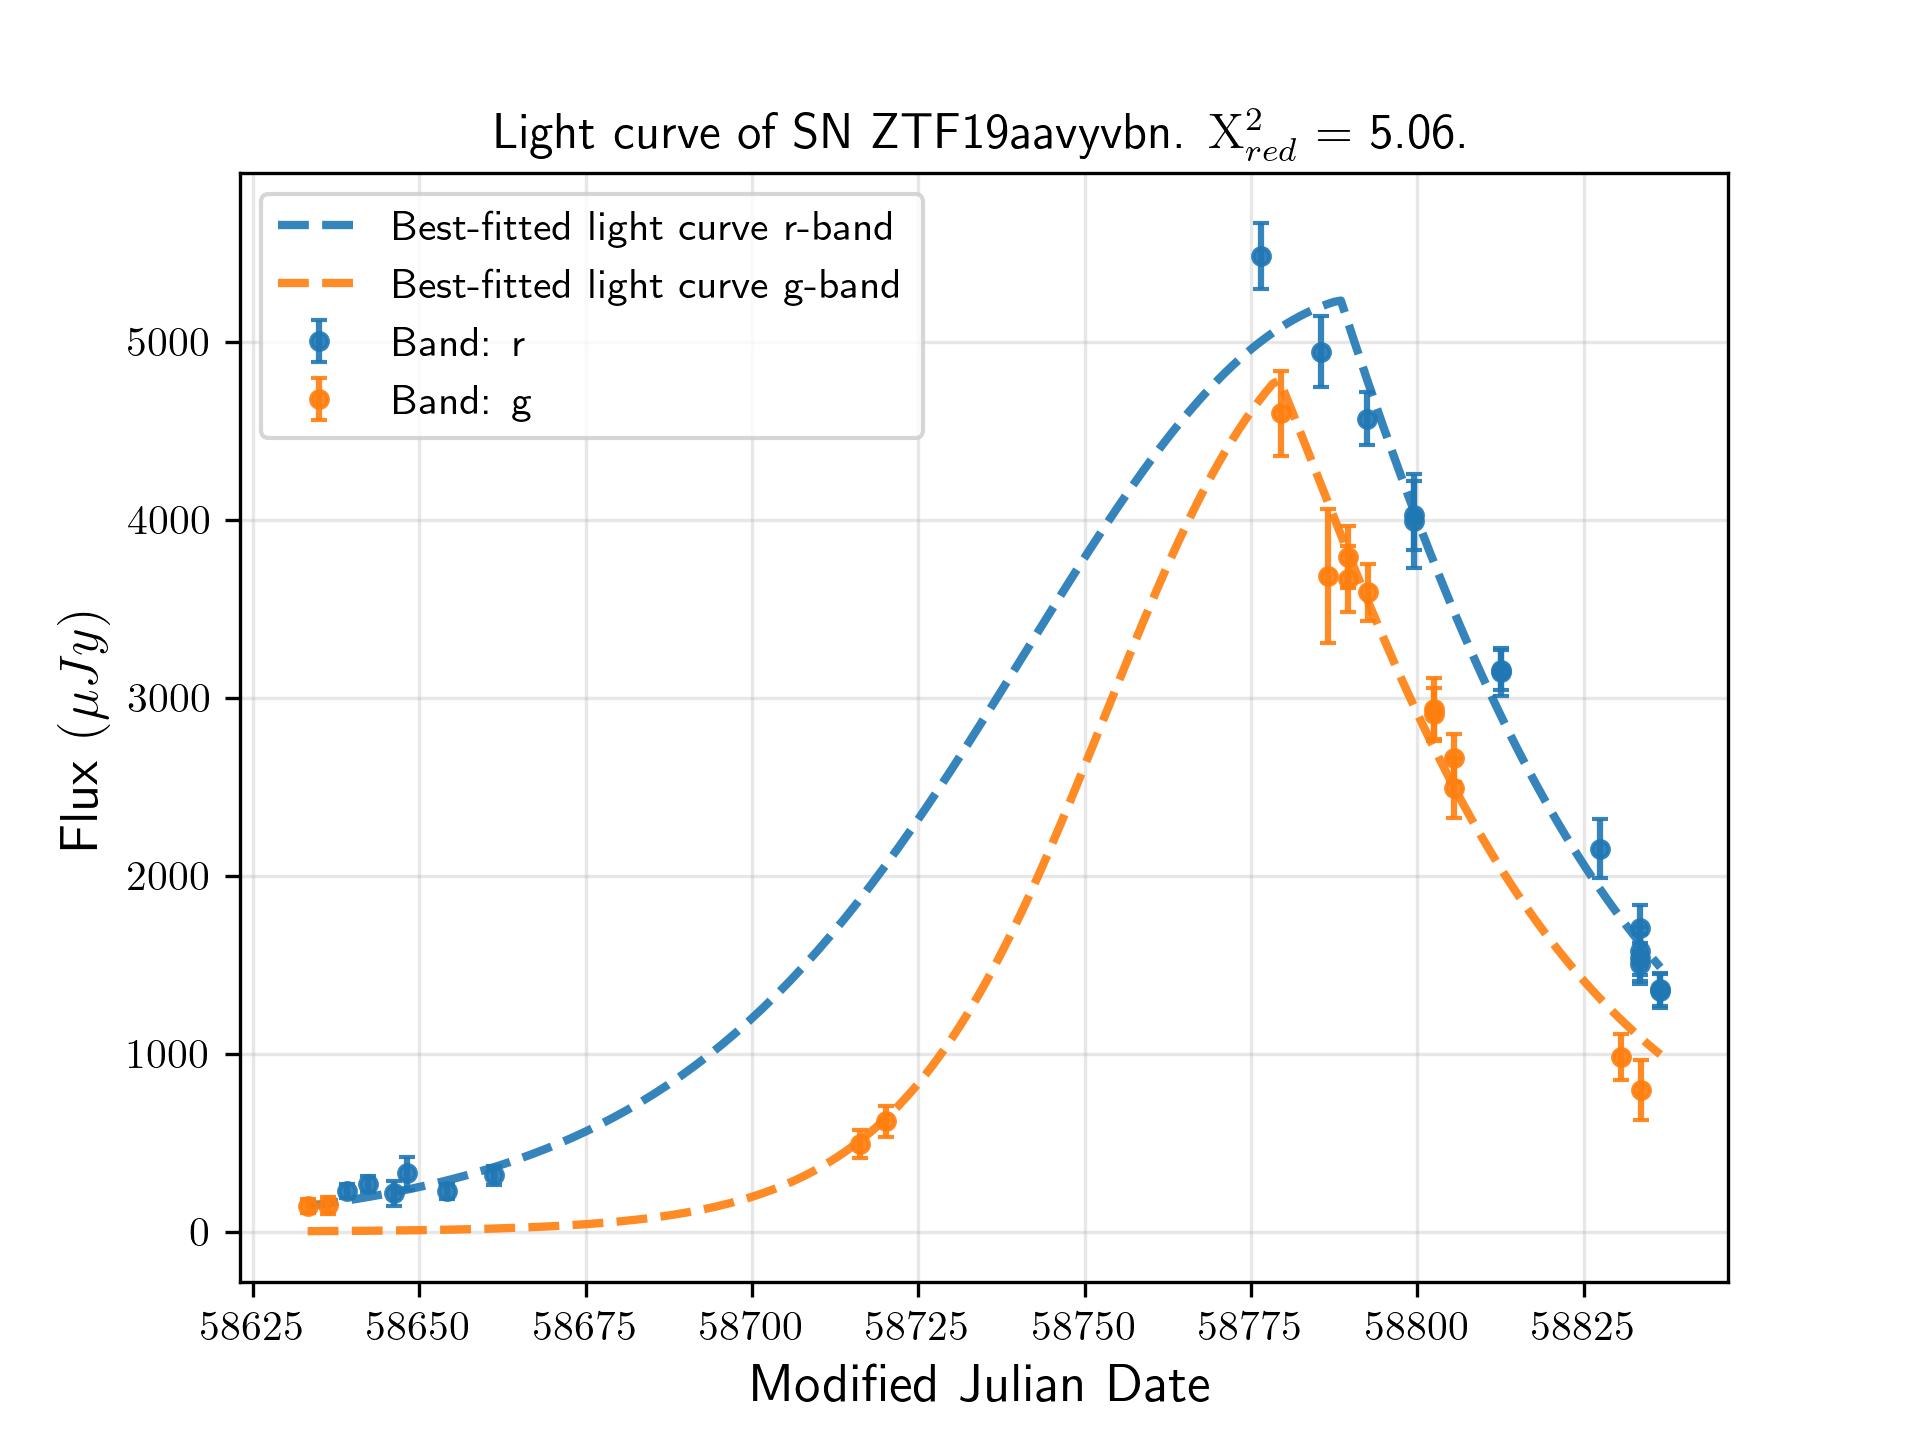 Light curve of SN ZTF19aavyvbn. X²_red = 5.06.
Best-fitted light curve r-band
Best-fitted light curve g-band
Band: r
Band: g
5000
4000
3000
2000
1000
0
Flux (μJy)
58625 58650 58675 58700 58725 58750 58775 58800 58825
Modified Julian Date